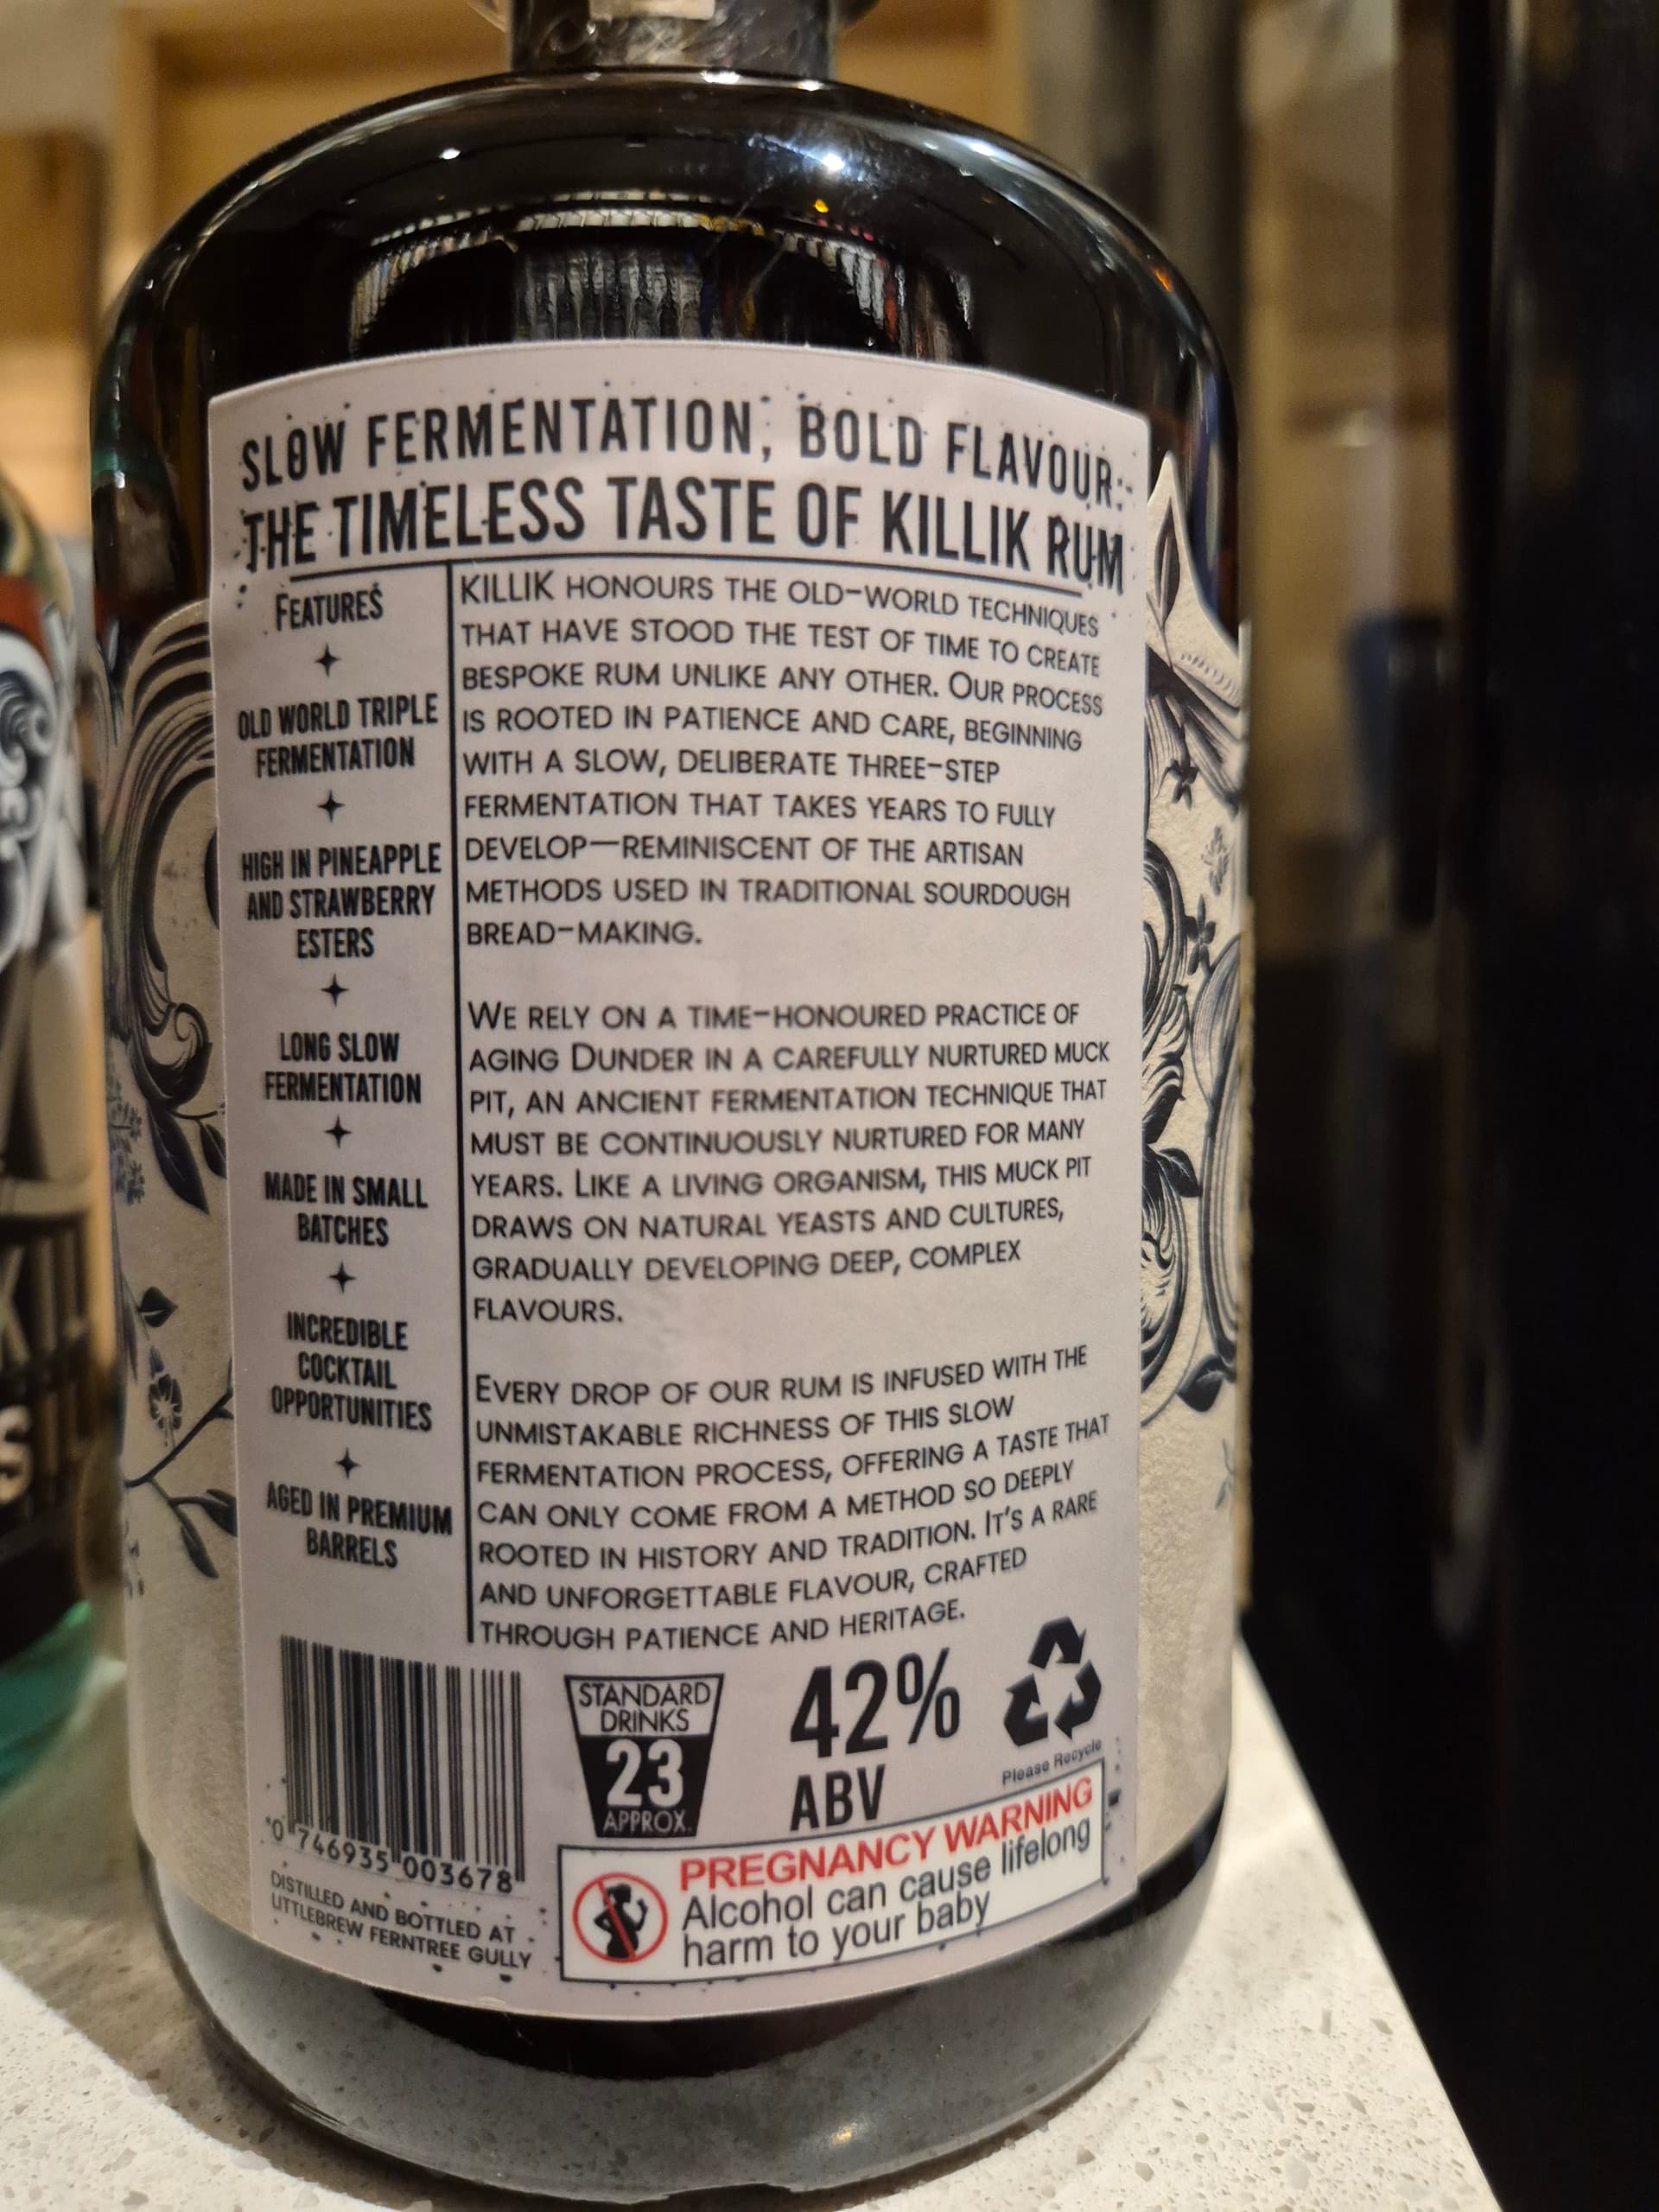 SLOW FERMENTATION, BOLD FLAVOUR:
THE TIMELESS TASTE OF KILLIK RUM
FEATURES
OLD WORLD TRIPLE
FERMENTATION
HIGH IN PINEAPPLE
AND STRAWBERRY
ESTERS
LONG SLOW
FERMENTATION
MADE IN SMALL
BATCHES
INCREDIBLE
COCKTAIL
OPPORTUNITIES
AGED IN PREMIUM
BARRELS
KILLIK HONOURS THE OLD-WORLD TECHNIQUES
THAT HAVE STOOD THE TEST OF TIME TO CREATE
BESPOKE RUM UNLIKE ANY OTHER. OUR PROCESS
IS ROOTED IN PATIENCE AND CARE, BEGINNING
WITH A SLOW, DELIBERATE THREE-STEP
FERMENTATION THAT TAKES YEARS TO FULLY
DEVELOP—REMINISCENT OF THE ARTISAN
METHODS USED IN TRADITIONAL SOURDOUGH
BREAD-MAKING.
WE RELY ON A TIME-HONOURED PRACTICE OF
AGING DUNDER IN A CAREFULLY NURTURED MUCK
PIT, AN ANCIENT FERMENTATION TECHNIQUE THAT
MUST BE CONTINUOUSLY NURTURED FOR MANY
YEARS. LIKE A LIVING ORGANISM, THIS MUCK PIT
DRAWS ON NATURAL YEASTS AND CULTURES,
GRADUALLY DEVELOPING DEEP, COMPLEX
FLAVOURS.
EVERY DROP OF OUR RUM IS INFUSED WITH THE
UNMISTAKABLE RICHNESS OF THIS SLOW
FERMENTATION PROCESS, OFFERING A TASTE THAT
CAN ONLY COME FROM A METHOD SO DEEPLY
ROOTED IN HISTORY AND TRADITION. IT'S A RARE
AND UNFORGETTABLE FLAVOUR, CRAFTED
THROUGH PATIENCE AND HERITAGE.
0 746935 003678
DISTILLED AND BOTTLED AT
LITTLEBREW FERNTREE GULLY
STANDARD
DRINKS
23
APPROX.
42%
ABV
Please Recycle
PREGNANCY WARNING
Alcohol can cause lifelong
harm to your baby